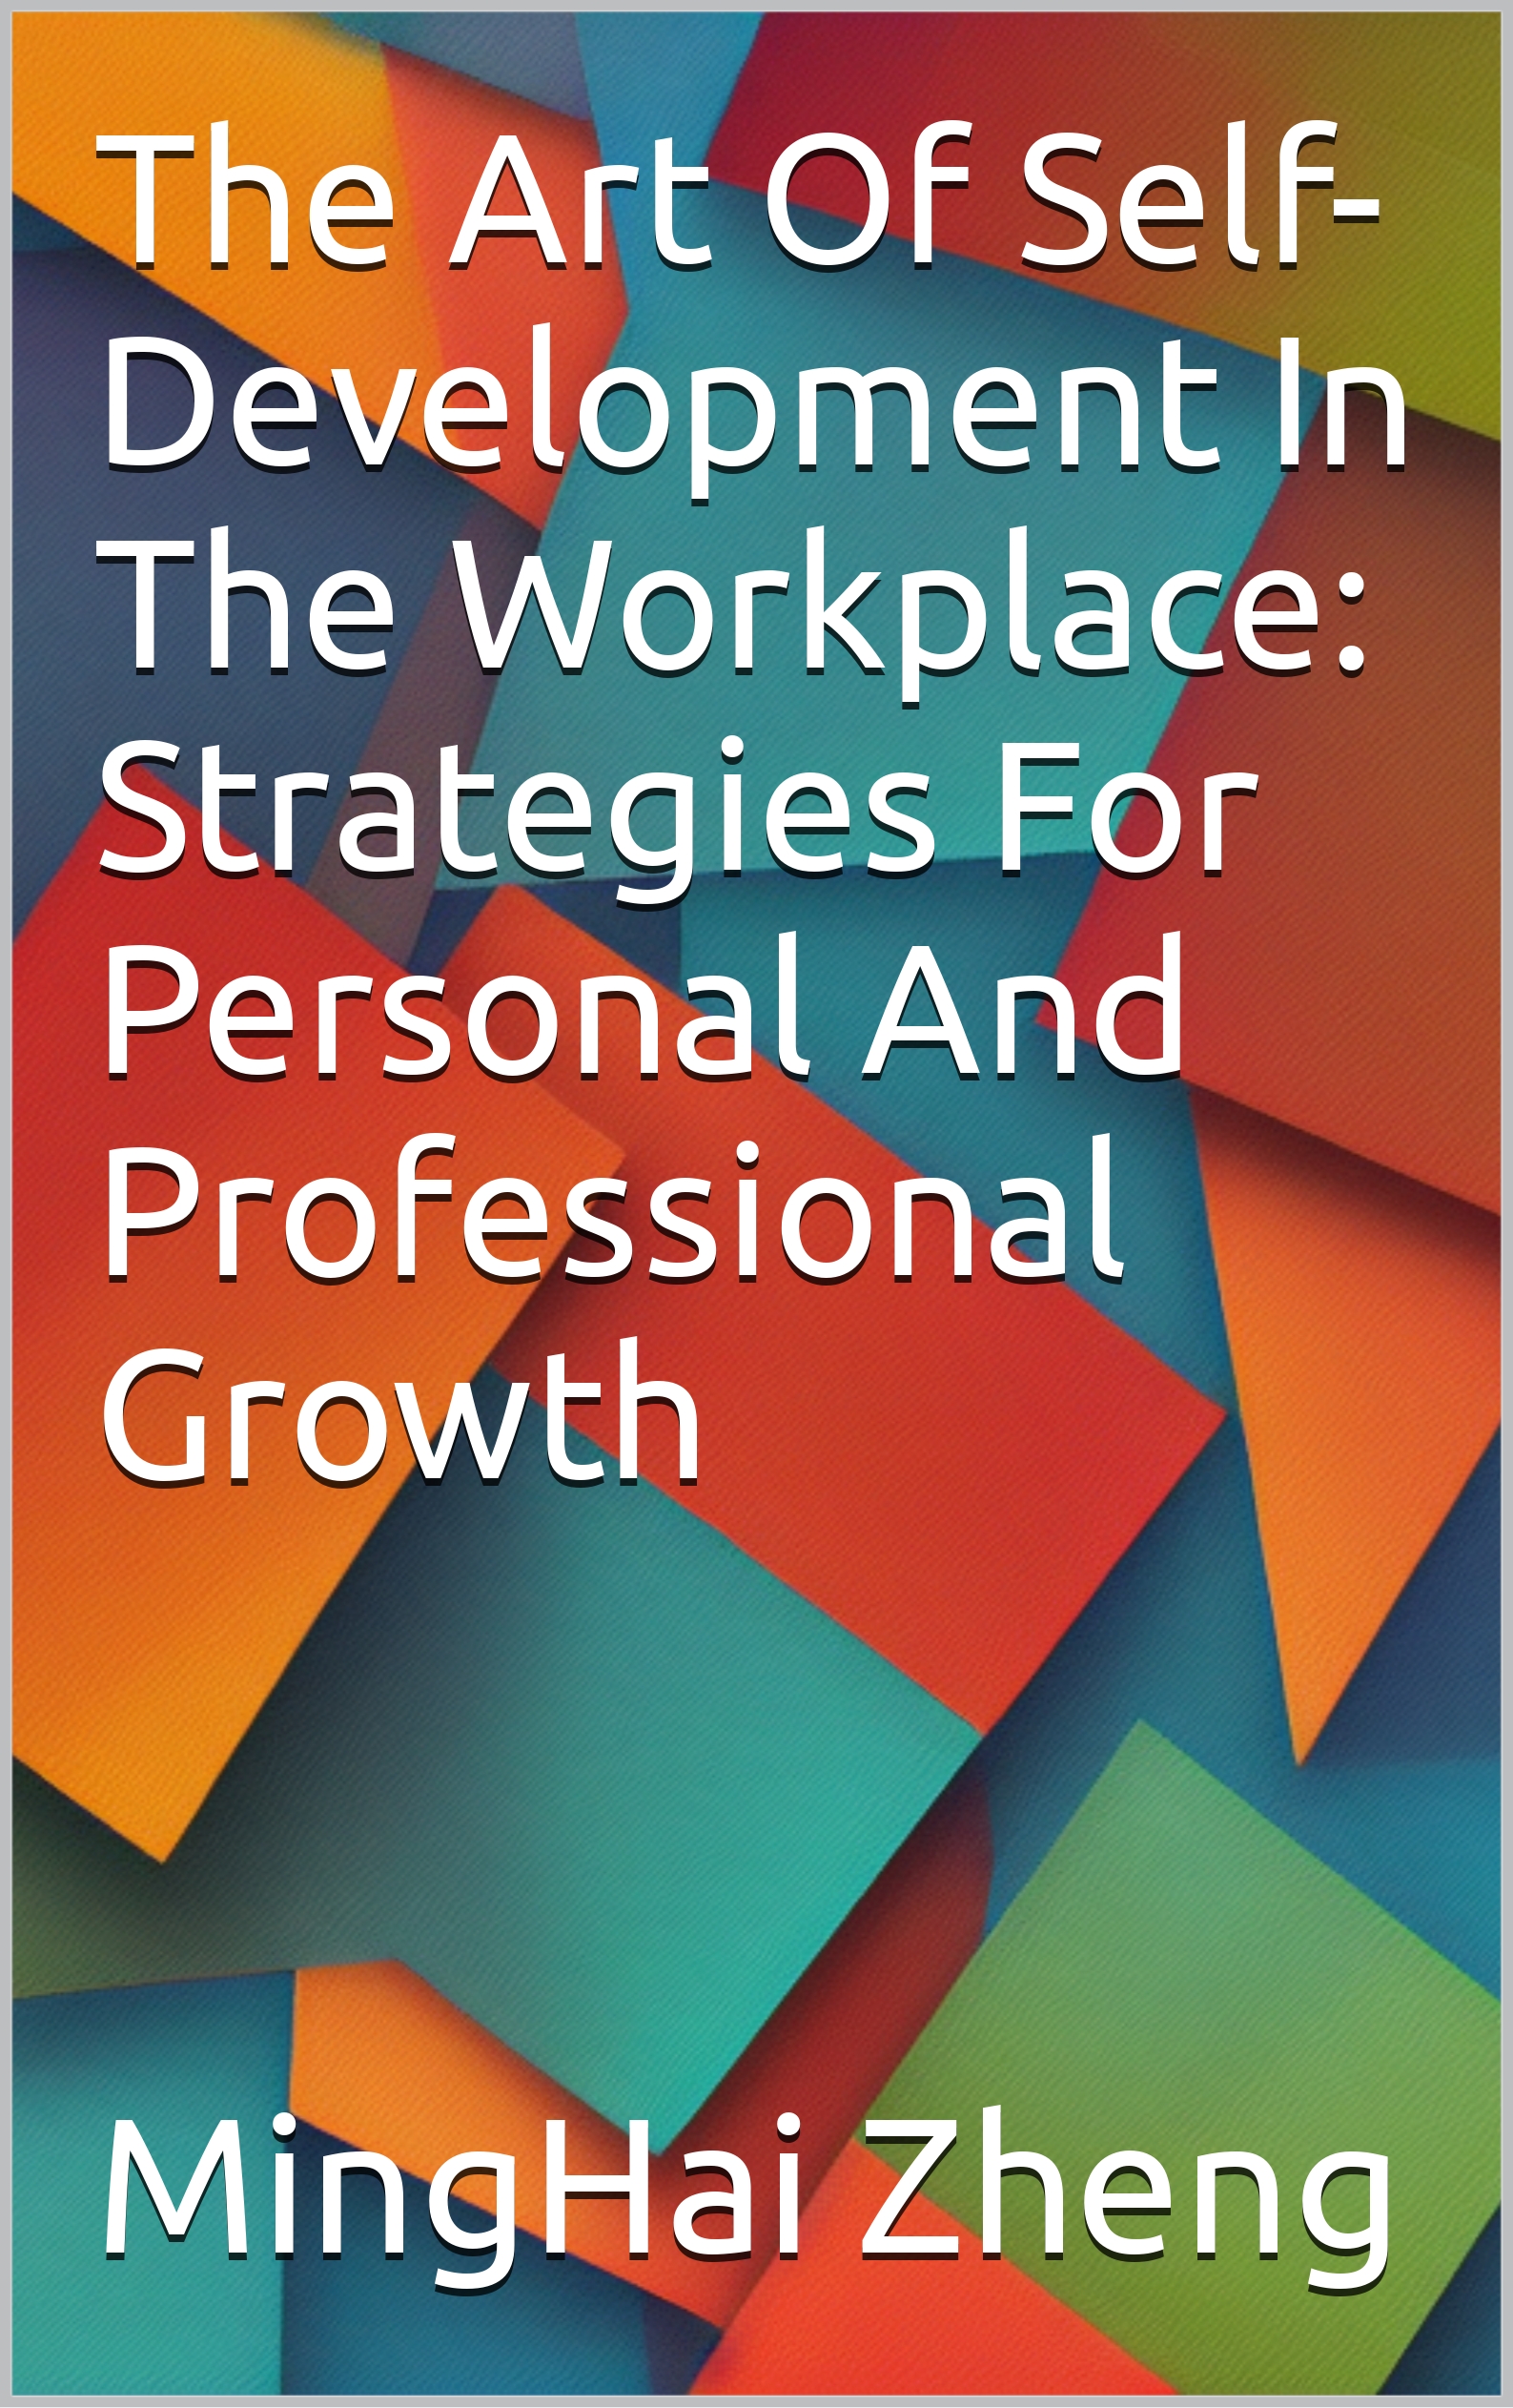 The Art Of Self-
Development In
The Workplace:
Strategies For
Personal And
Professional
Growth
MingHai Zheng